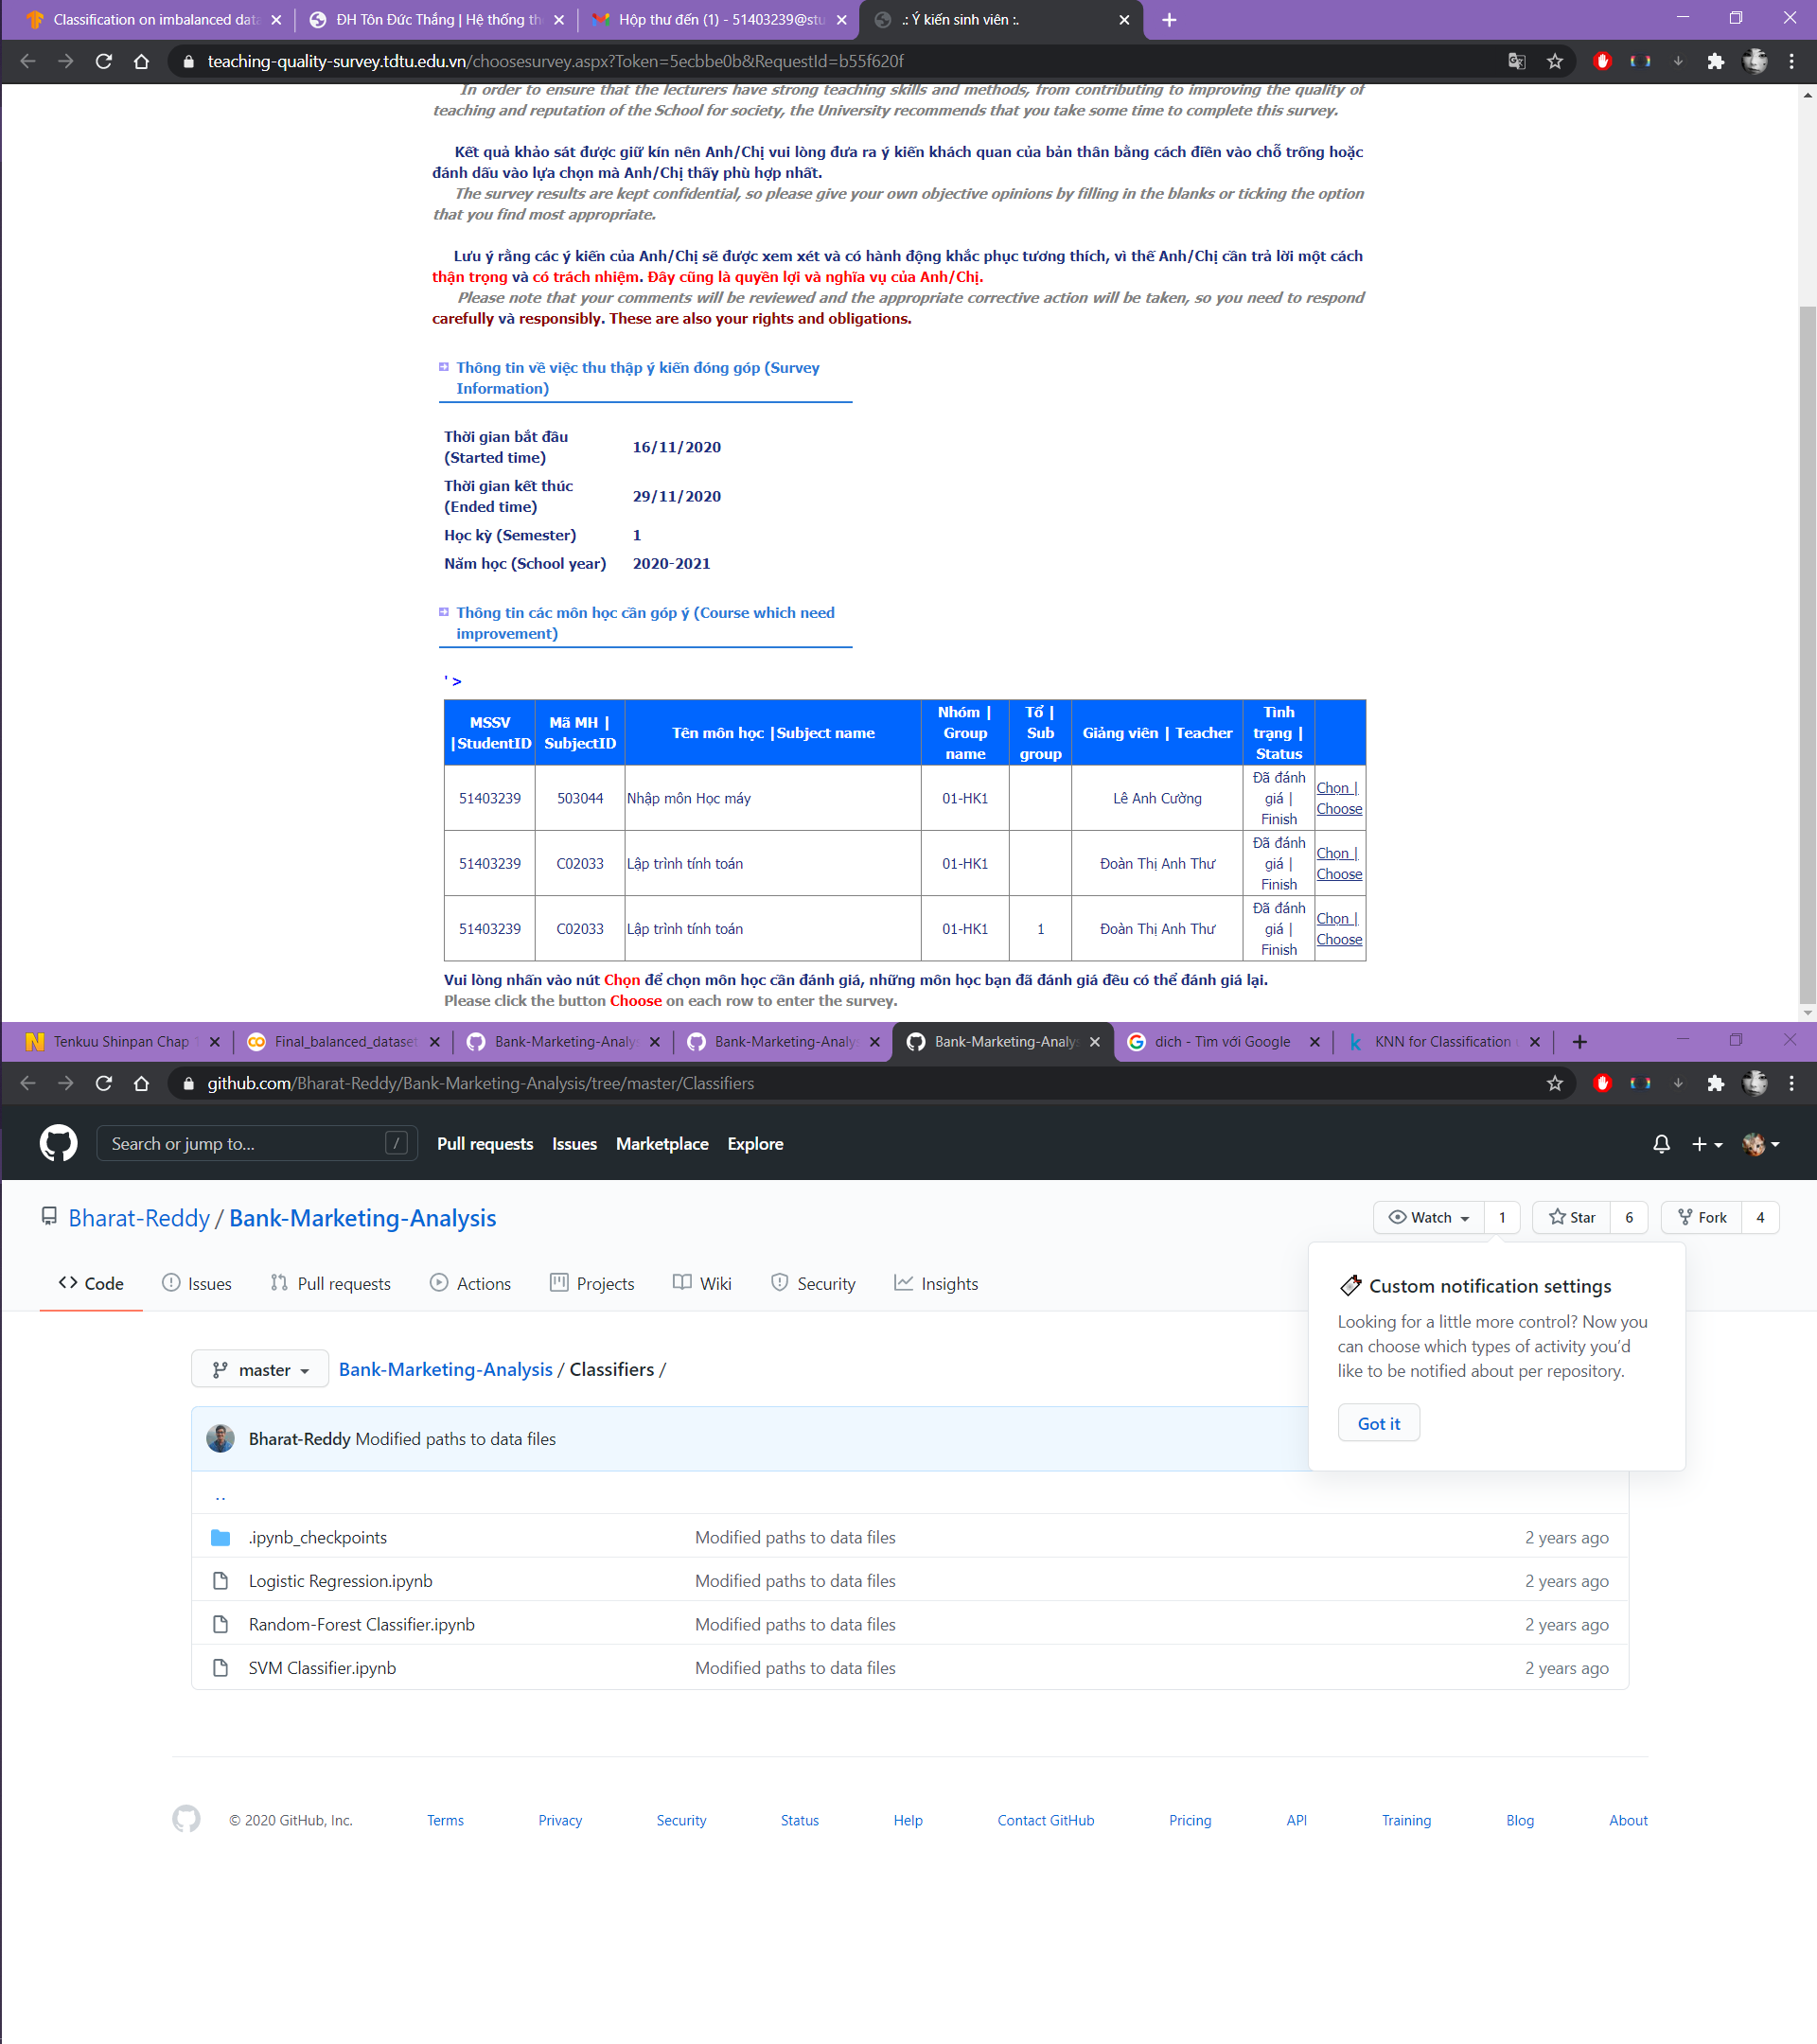 Classification on imbalanced data
ĐH Tôn Đức Thắng | Hệ thống th
Hộp thư đến (1) - 51403239@stu
.: Ý kiến sinh viên :.
teaching-quality-survey.tdtu.edu.vn/choosesurvey.aspx?Token=5ecbbe0b&RequestId=b55f620f
In order to ensure that the lecturers have strong teaching skills and methods, from contributing to improving the quality of
teaching and reputation of the School for society, the University recommends that you take some time to complete this survey.
Kết quả khảo sát được giữ kín nên Anh/Chị vui lòng đưa ra ý kiến khách quan của bản thân bằng cách điền vào chỗ trống hoặc
đánh dấu vào lựa chọn mà Anh/Chị thấy phù hợp nhất.
The survey results are kept confidential, so please give your own objective opinions by filling in the blanks or ticking the option
that you find most appropriate.
Lưu ý rằng các ý kiến của Anh/Chị sẽ được xem xét và có hành động khắc phục tương thích, vì thế Anh/Chị cần trả lời một cách
thận trọng và có trách nhiệm. Đây cũng là quyền lợi và nghĩa vụ của Anh/Chị.
Please note that your comments will be reviewed and the appropriate corrective action will be taken, so you need to respond
carefully và responsibly. These are also your rights and obligations.
Thông tin về việc thu thập ý kiến đóng góp (Survey
Information)
Thời gian bắt đầu
(Started time)
16/11/2020
Thời gian kết thúc
(Ended time)
29/11/2020
Học kỳ (Semester) 1
Năm học (School year) 2020-2021
Thông tin các môn học cần góp ý (Course which need
improvement)
' >
MSSV |StudentID
Mã MH | SubjectID
Tên môn học |Subject name
Nhóm | Group name
Tổ | Sub group
Giảng viên | Teacher
Tình trạng | Status
51403239 503044 Nhập môn Học máy 01-HK1 Lê Anh Cường Đã đánh giá | Finish Chọn | Choose
51403239 C02033 Lập trình tính toán 01-HK1 Đoàn Thị Anh Thư Đã đánh giá | Finish Chọn | Choose
51403239 C02033 Lập trình tính toán 01-HK1 1 Đoàn Thị Anh Thư Đã đánh giá | Finish Chọn | Choose
Vui lòng nhấn vào nút Chọn để chọn môn học cần đánh giá, những môn học bạn đã đánh giá đều có thể đánh giá lại.
Please click the button Choose on each row to enter the survey.
Tenkuu Shinpan Chap
Final_balanced_dataset
Bank-Marketing-Analys
Bank-Marketing-Analys
Bank-Marketing-Analys
dich - Tìm với Google
KNN for Classification
github.com/Bharat-Reddy/Bank-Marketing-Analysis/tree/master/Classifiers
Search or jump to... /
Pull requests Issues Marketplace Explore
Bharat-Reddy / Bank-Marketing-Analysis
Watch 1 Star 6 Fork 4
Code Issues Pull requests Actions Projects Wiki Security Insights
Custom notification settings
Looking for a little more control? Now you
can choose which types of activity you'd
like to be notified about per repository.
Got it
master Bank-Marketing-Analysis / Classifiers /
Bharat-Reddy Modified paths to data files
..
.ipynb_checkpoints Modified paths to data files 2 years ago
Logistic Regression.ipynb Modified paths to data files 2 years ago
Random-Forest Classifier.ipynb Modified paths to data files 2 years ago
SVM Classifier.ipynb Modified paths to data files 2 years ago
© 2020 GitHub, Inc. Terms Privacy Security Status Help Contact GitHub Pricing API Training Blog About